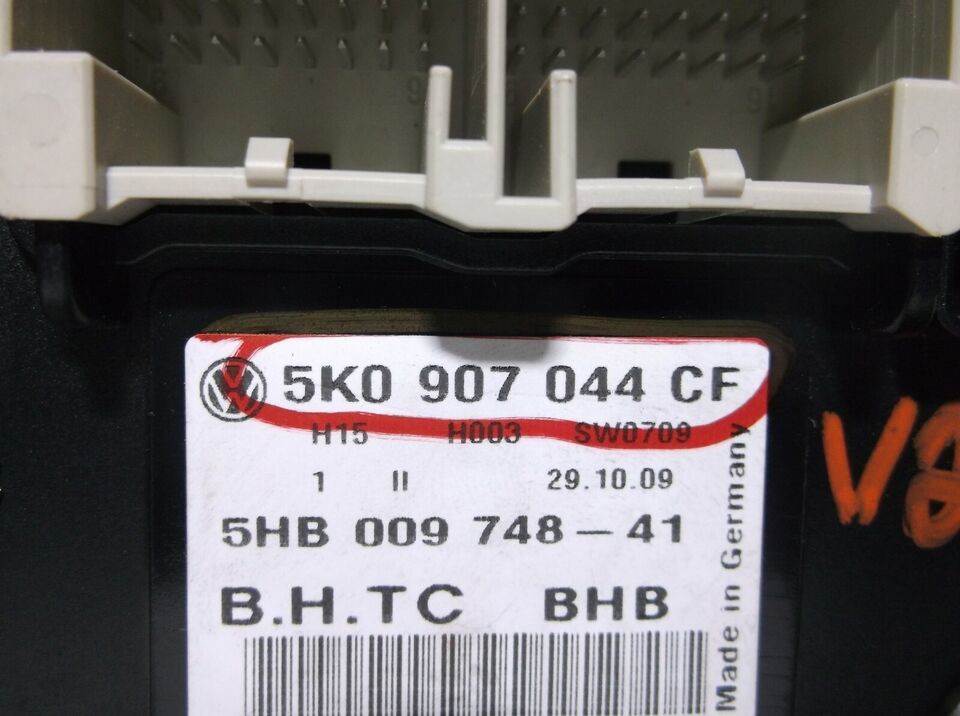 5K0 907 044 CF
H15 H003 SW0709
1 II 29.10.09
5HB 009 748-41
B.H.TC BHB
Made in Germany